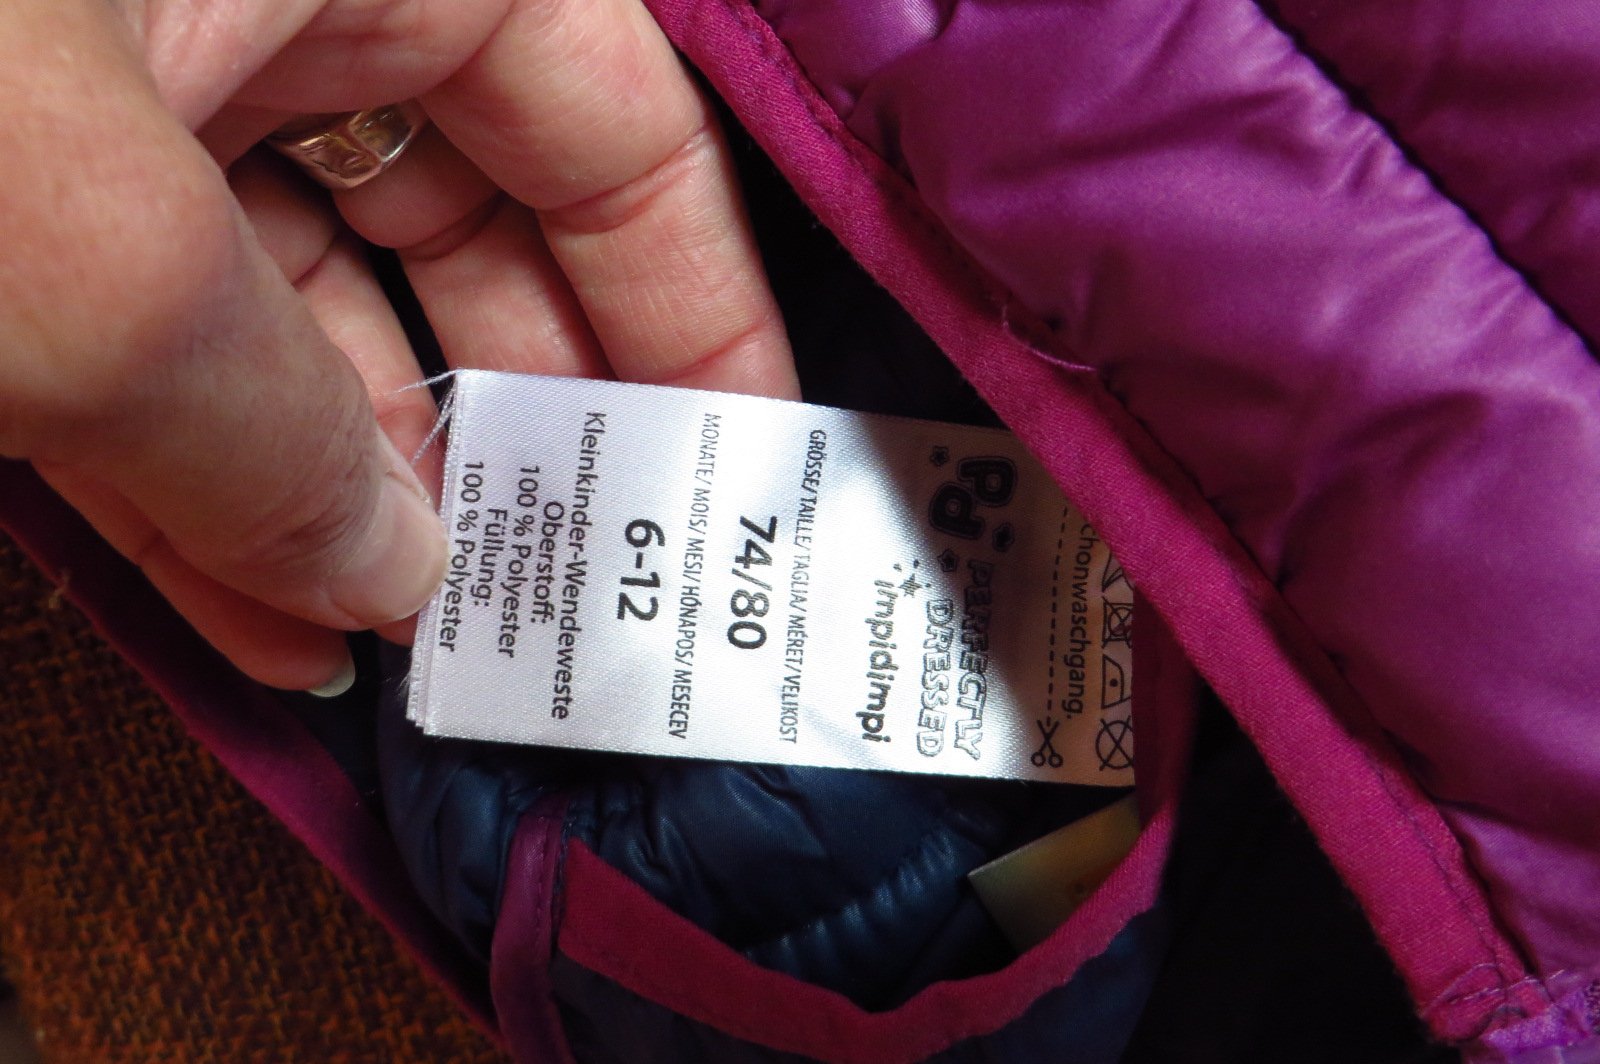 chonwaschgang.
Pd
PERFECTLY
DRESSED
impidimpi
GRÖSSE/TAILLE/TAGLIA/MÉRET/VELIKOST
74/80
MONATE/MOIS/MESI/HÓNAPOS/MESECEV
6-12
Kleinkinder-Wendeweste
Oberstoff:
100 % Polyester
Füllung:
100 % Polyester